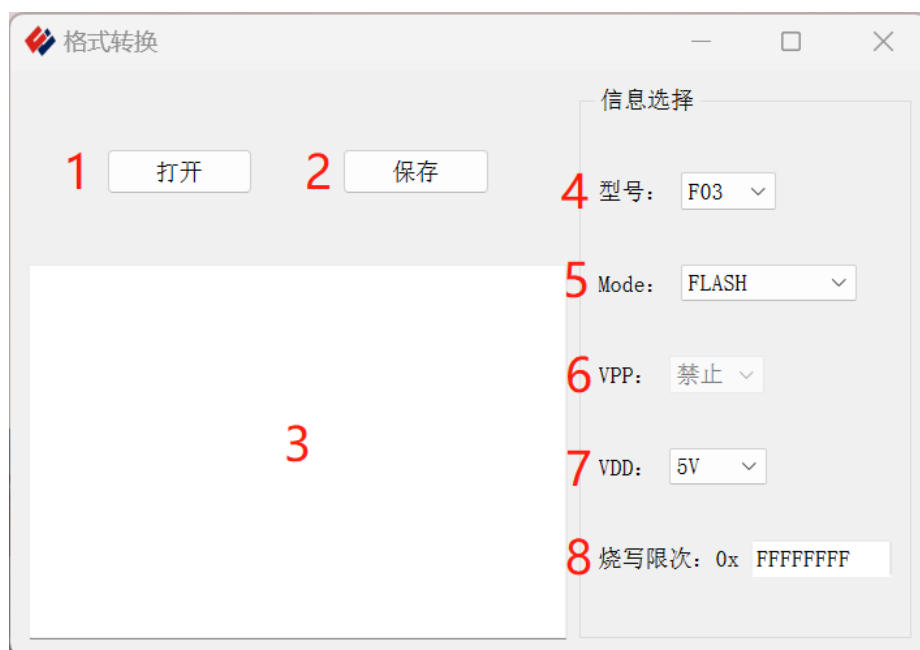 格式转换
信息选择
1 打开 2 保存
4 型号： F03
5 Mode： FLASH
6 VPP： 禁止
3
7 VDD： 5V
8 烧写限次：0x FFFFFFFF